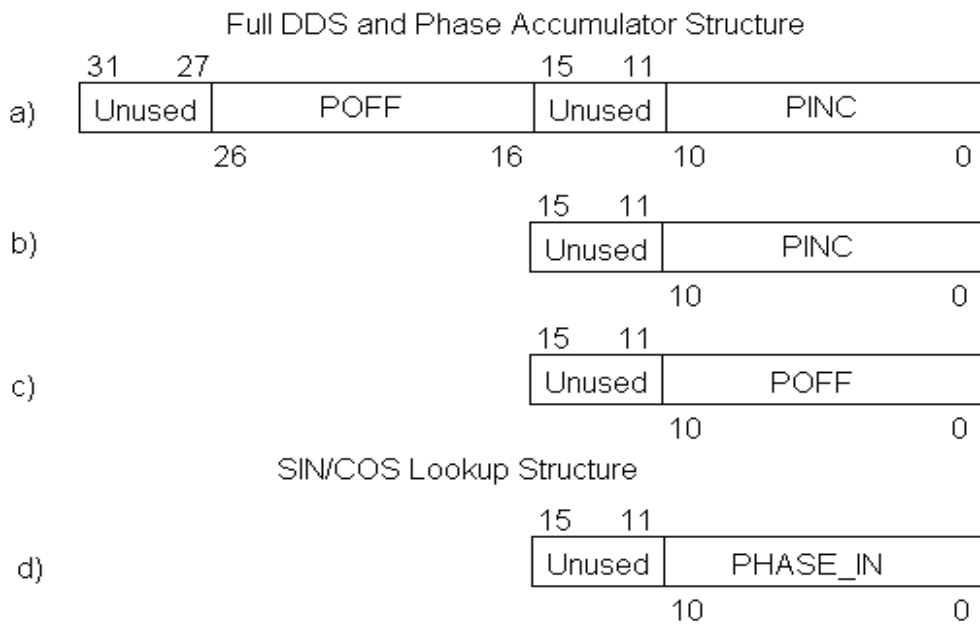 Full DDS and Phase Accumulator Structure
31 27 15 11
a) Unused POFF Unused PINC
26 16 10 0
15 11
b) Unused PINC
10 0
15 11
c) Unused POFF
10 0
SIN/COS Lookup Structure
15 11
d) Unused PHASE_IN
10 0